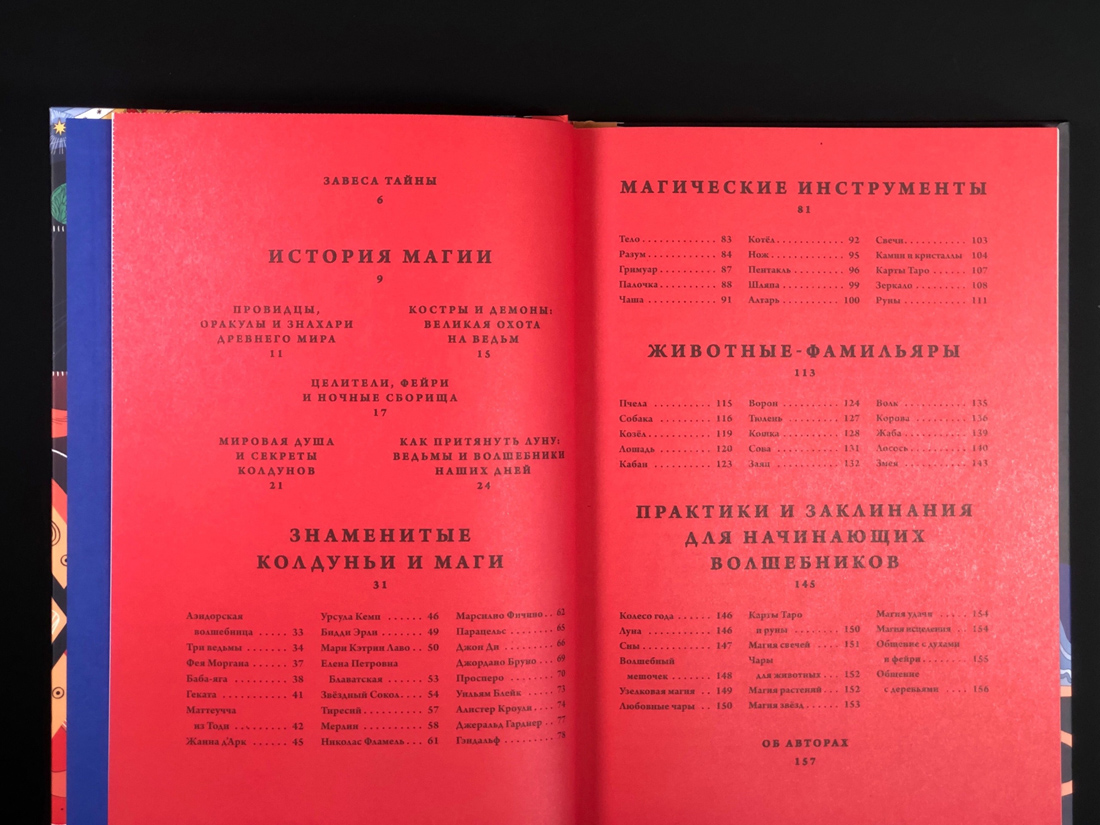 ЗАВЕСА ТАЙНЫ
6
ИСТОРИЯ МАГИИ
9
ПРОВИДЦЫ,
ОРАКУЛЫ И ЗНАХАРИ
ДРЕВНЕГО МИРА
11
КОСТРЫ И ДЕМОНЫ:
ВЕЛИКАЯ ОХОТА
НА ВЕДЬМ
15
ЦЕЛИТЕЛИ, ФЕЙРИ
И НОЧНЫЕ СБОРИЩА
17
МИРОВАЯ ДУША
И СЕКРЕТЫ
КОЛДУНОВ
21
КАК ПРИТЯНУТЬ ЛУНУ:
ВЕДЬМЫ И ВОЛШЕБНИКИ
НАШИХ ДНЕЙ
24
ЗНАМЕНИТЫЕ
КОЛДУНЬИ И МАГИ
31
Аэндорская
волшебница ..... 33
Три ведьмы ....... 34
Фея Моргана ...... 37
Баба-яга ........... 38
Геката ............. 41
Маттеучча
из Тоди ......... 42
Жанна д'Арк ...... 45
Урсула Кемп ...... 46
Бидди Эрли ....... 49
Мари Кэтрин Лаво .. 50
Елена Петровна
Блаватская ...... 53
Звёздный Сокол ... 54
Тиресий .......... 57
Мерлин ........... 58
Николас Фламель ... 61
Марсилио Фичино .. 62
Парацельс ......... 65
Джон Ди .......... 66
Джордано Бруно ... 69
Просперо .......... 70
Уильям Блейк ..... 73
Алистер Кроули .... 74
Джеральд Гарднер .. 77
Гэндальф .......... 78
МАГИЧЕСКИЕ ИНСТРУМЕНТЫ
81
Тело ............ 83
Разум ........... 84
Гримуар ......... 87
Палочка ......... 88
Чаша ............ 91
Котёл ............ 92
Нож ............. 95
Пентакль ......... 96
Шляпа ........... 99
Алтарь .......... 100
Свечи .......... 103
Камни и кристаллы 104
Карты Таро ...... 107
Зеркало ......... 108
Руны ........... 111
ЖИВОТНЫЕ-ФАМИЛЬЯРЫ
113
Пчела .......... 115
Собака ......... 116
Козёл ........... 119
Лошадь ......... 120
Кабан .......... 123
Ворон .......... 124
Тюлень ......... 127
Кошка .......... 128
Сова ............ 131
Заяц ............ 132
Волк ........... 135
Корова ......... 136
Жаба ........... 139
Лосось .......... 140
Змея ........... 143
ПРАКТИКИ И ЗАКЛИНАНИЯ
ДЛЯ НАЧИНАЮЩИХ
ВОЛШЕБНИКОВ
145
Колесо года ...... 146
Луна ........... 146
Сны ............ 147
Волшебный
мешочек ....... 148
Узелковая магия .. 149
Любовные чары .. 150
Карты Таро
и руны ........ 150
Магия свечей .... 151
Чары
для животных ... 152
Магия растений .. 152
Магия звёзд ...... 153
Магия удачи ..... 154
Магия исцеления .. 154
Общение с духами
и фейри ........ 155
Общение
с деревьями ..... 156
ОБ АВТОРАХ
157